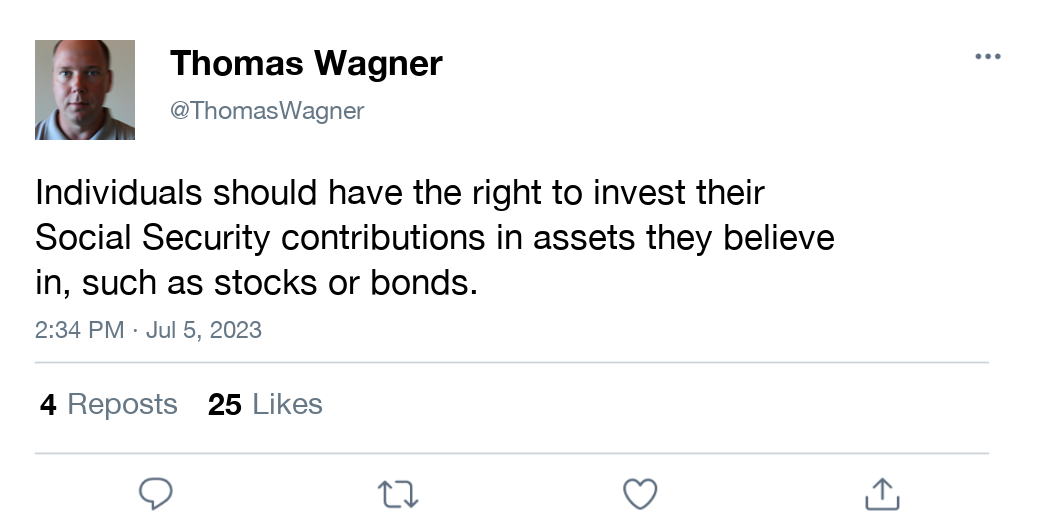 Thomas Wagner
@ThomasWagner
Individuals should have the right to invest their
Social Security contributions in assets they believe
in, such as stocks or bonds.
2:34 PM · Jul 5, 2023
4 Reposts 25 Likes